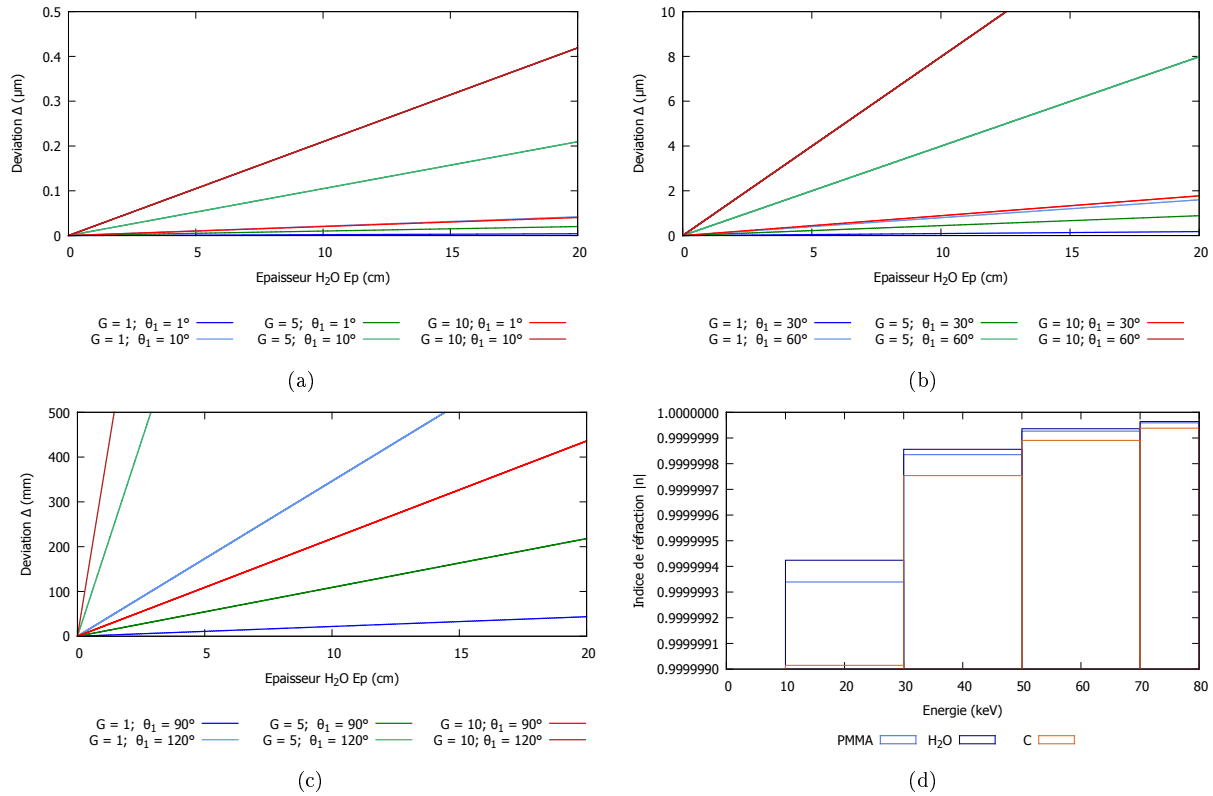 0.5
0.4
0.3
0.2
0.1
0
Deviation Δ (µm)
0 5 10 15 20
Epaisseur H₂O Ep (cm)
G = 1; θ₁ = 1° G = 5; θ₁ = 1° G = 10; θ₁ = 1°
G = 1; θ₁ = 10° G = 5; θ₁ = 10° G = 10; θ₁ = 10°
(a)
10
8
6
4
2
0
Deviation Δ (µm)
0 5 10 15 20
Epaisseur H₂O Ep (cm)
G = 1; θ₁ = 30° G = 5; θ₁ = 30° G = 10; θ₁ = 30°
G = 1; θ₁ = 60° G = 5; θ₁ = 60° G = 10; θ₁ = 60°
(b)
500
400
300
200
100
0
Deviation Δ (mm)
0 5 10 15 20
Epaisseur H₂O Ep (cm)
G = 1; θ₁ = 90° G = 5; θ₁ = 90° G = 10; θ₁ = 90°
G = 1; θ₁ = 120° G = 5; θ₁ = 120° G = 10; θ₁ = 120°
(c)
1.0000000
0.9999999
0.9999998
0.9999997
0.9999996
0.9999995
0.9999994
0.9999993
0.9999992
0.9999991
0.9999990
Indice de réfraction |n|
0 10 20 30 40 50 60 70 80
Energie (keV)
PMMA H₂O C
(d)